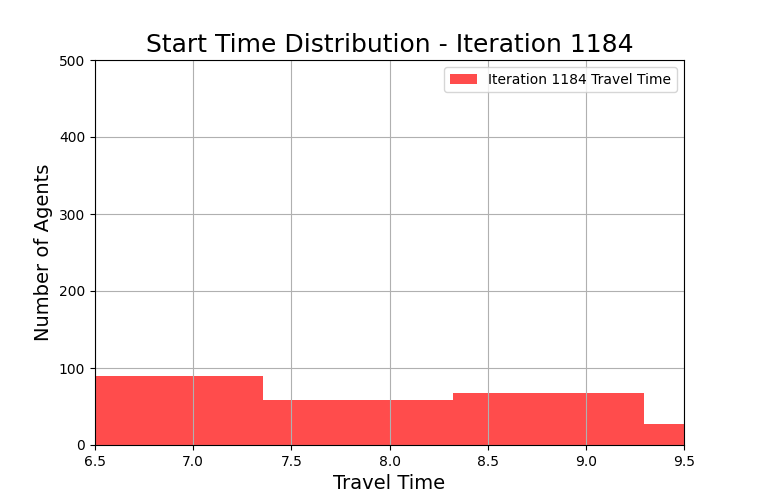 Start Time Distribution - Iteration 1184
Iteration 1184 Travel Time
Number of Agents
500
400
300
200
100
0
6.5 7.0 7.5 8.0 8.5 9.0 9.5
Travel Time